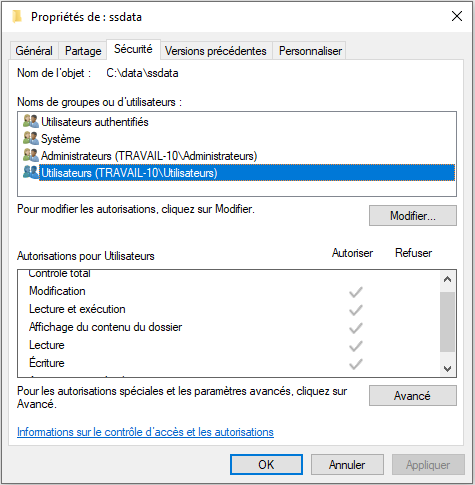 Propriétés de : ssdata
Général Partage Sécurité Versions précédentes Personnaliser
Nom de l'objet : C:\data\ssdata
Noms de groupes ou d'utilisateurs :
Utilisateurs authentifiés
Système
Administrateurs (TRAVAIL-10\Administrateurs)
Utilisateurs (TRAVAIL-10\Utilisateurs)
Pour modifier les autorisations, cliquez sur Modifier.
Modifier...
Autorisations pour Utilisateurs Autoriser Refuser
Contrôle total
Modification
Lecture et exécution
Affichage du contenu du dossier
Lecture
Écriture
Pour les autorisations spéciales et les paramètres avancés, cliquez sur
Avancé.
Avancé
Informations sur le contrôle d'accès et les autorisations
OK Annuler Appliquer